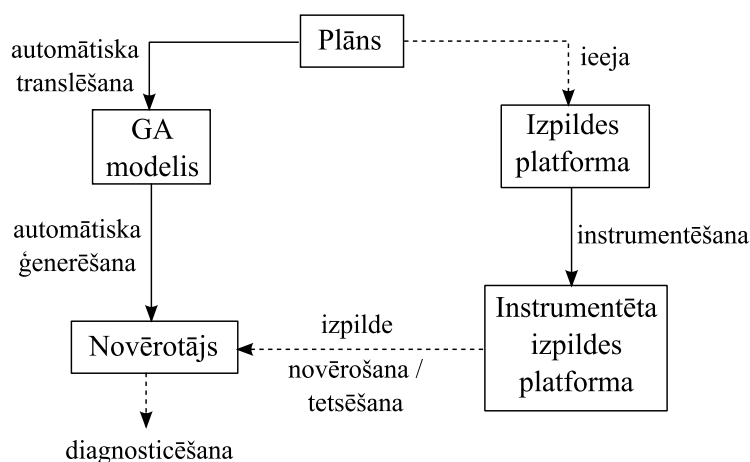 Plāns
automātiska
translēšana
ieeja
GA
modelis
Izpildes
platforma
automātiska
ģenerēšana
instrumentēšana
Instrumentēta
izpildes
platforma
Novērotājs
izpilde
novērošana /
tetsēšana
diagnosticēšana